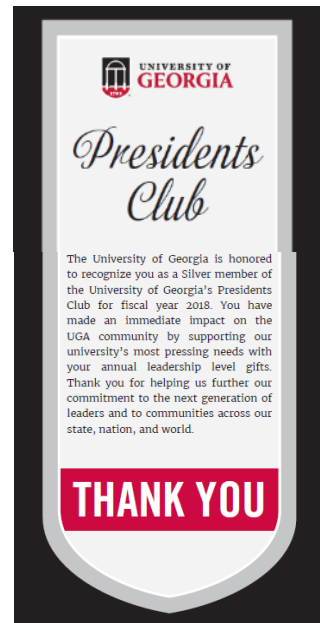 UNIVERSITY OF
GEORGIA
1785
Presidents
Club
The University of Georgia is honored
to recognize you as a Silver member of
the University of Georgia's Presidents
Club for fiscal year 2018. You have
made an immediate impact on the
UGA community by supporting our
university's most pressing needs with
your annual leadership level gifts.
Thank you for helping us further our
commitment to the next generation of
leaders and to communities across our
state, nation, and world.
THANK YOU